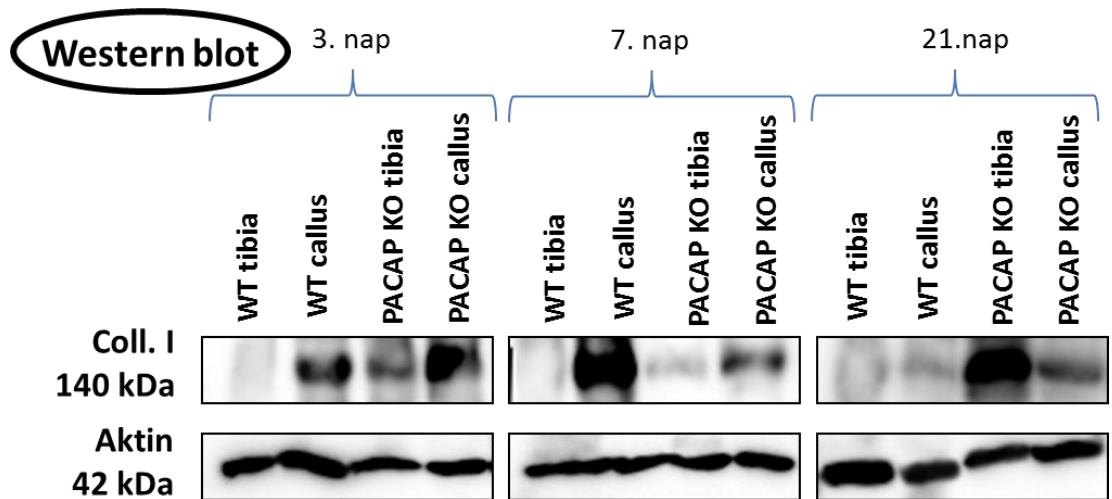 Western blot
3. nap
7. nap
21.nap
WT tibia
WT callus
PACAP KO tibia
PACAP KO callus
WT tibia
WT callus
PACAP KO tibia
PACAP KO callus
WT tibia
WT callus
PACAP KO tibia
PACAP KO callus
Coll. I
140 kDa
Aktin
42 kDa